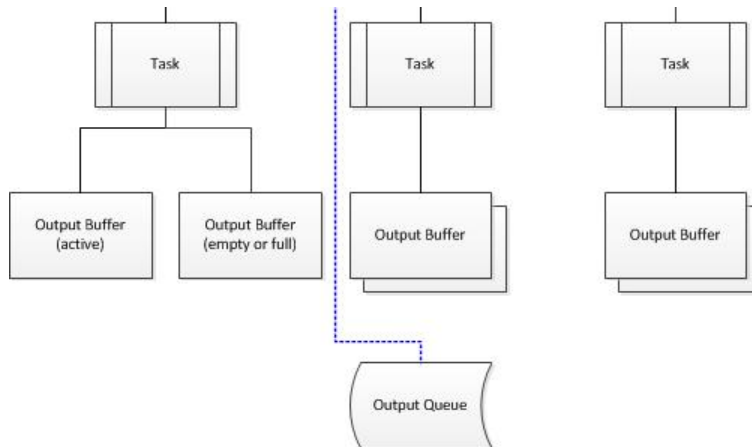 Task
Task
Task
Output Buffer
(active)
Output Buffer
(empty or full)
Output Buffer
Output Buffer
Output Queue